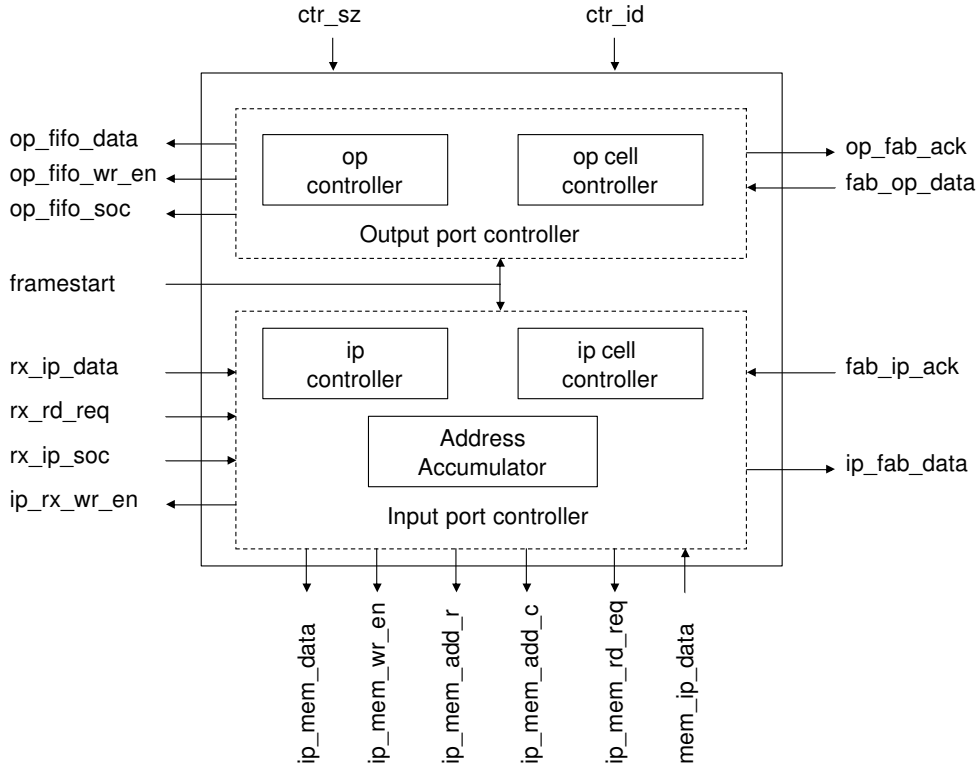 ctr_sz
ctr_id
op_fifo_data
op_fifo_wr_en
op_fifo_soc
op
controller
op cell
controller
Output port controller
op_fab_ack
fab_op_data
framestart
rx_ip_data
rx_rd_req
rx_ip_soc
ip_rx_wr_en
ip
controller
ip cell
controller
Address
Accumulator
Input port controller
fab_ip_ack
ip_fab_data
ip_mem_data
ip_mem_wr_en
ip_mem_add_r
ip_mem_add_c
ip_mem_rd_req
mem_ip_data